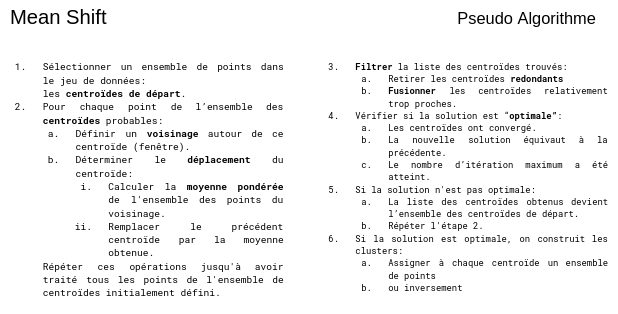 Mean Shift
Pseudo Algorithme
1. Sélectionner un ensemble de points dans
le jeu de données:
les centroïdes de départ.
2. Pour chaque point de l'ensemble des
centroïdes probables:
a. Définir un voisinage autour de ce
centroïde (fenêtre).
b. Déterminer le déplacement du
centroïde:
i. Calculer la moyenne pondérée
de l'ensemble des points du
voisinage.
ii. Remplacer le précédent
centroïde par la moyenne
obtenue.
Répéter ces opérations jusqu'à avoir
traité tous les points de l'ensemble de
centroïdes initialement défini.
3. Filtrer la liste des centroïdes trouvés:
a. Retirer les centroïdes redondants
b. Fusionner les centroïdes relativement
trop proches.
4. Vérifier si la solution est “optimale”:
a. Les centroïdes ont convergé.
b. La nouvelle solution équivaut à la
précédente.
c. Le nombre d'itération maximum a été
atteint.
5. Si la solution n'est pas optimale:
a. La liste des centroïdes obtenus devient
l'ensemble des centroïdes de départ.
b. Répéter l'étape 2.
6. Si la solution est optimale, on construit les
clusters:
a. Assigner à chaque centroïde un ensemble
de points
b. ou inversement